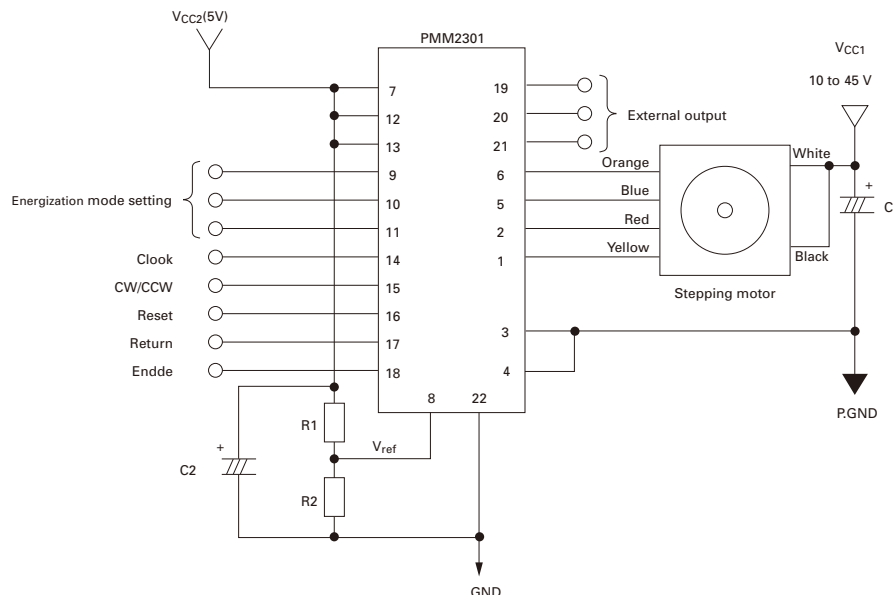 VCC2(5V)
PMM2301
VCC1
10 to 45 V
7
12
13
9
10
11
14
15
16
17
18
8
22
19
20
21
6
5
2
1
3
4
External output
Energization mode setting
Clook
CW/CCW
Reset
Return
Endde
Orange
Blue
Red
Yellow
White
Black
Stepping motor
+
C
P.GND
R1
Vref
+
C2
R2
GND